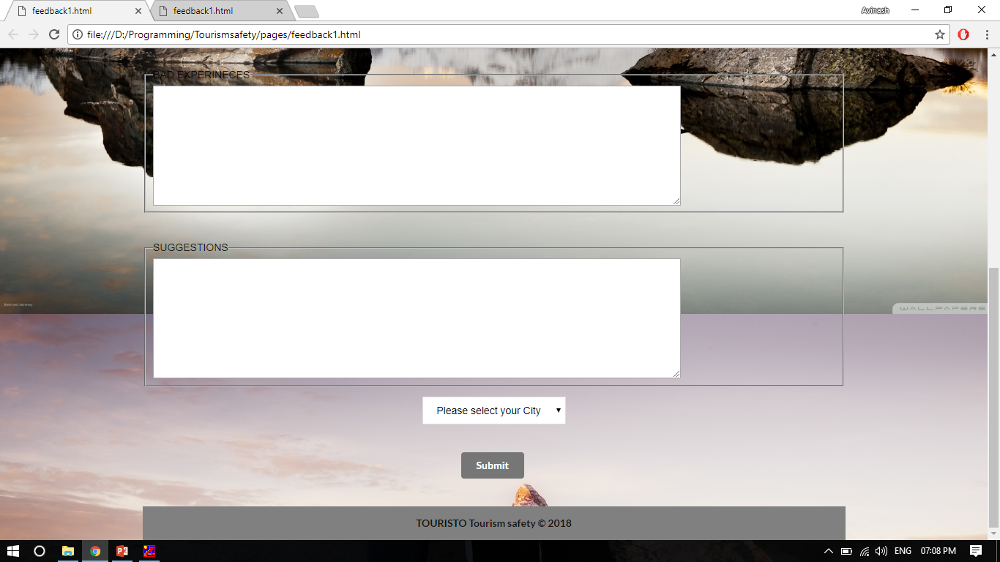 feedback1.html
feedback1.html
Avinash
file:///D:/Programming/Tourismsafety/pages/feedback1.html
BAD EXPERINECES
SUGGESTIONS
WALLPAPERS
Please select your City
Submit
TOURISTO Tourism safety © 2018
ENG
07:08 PM